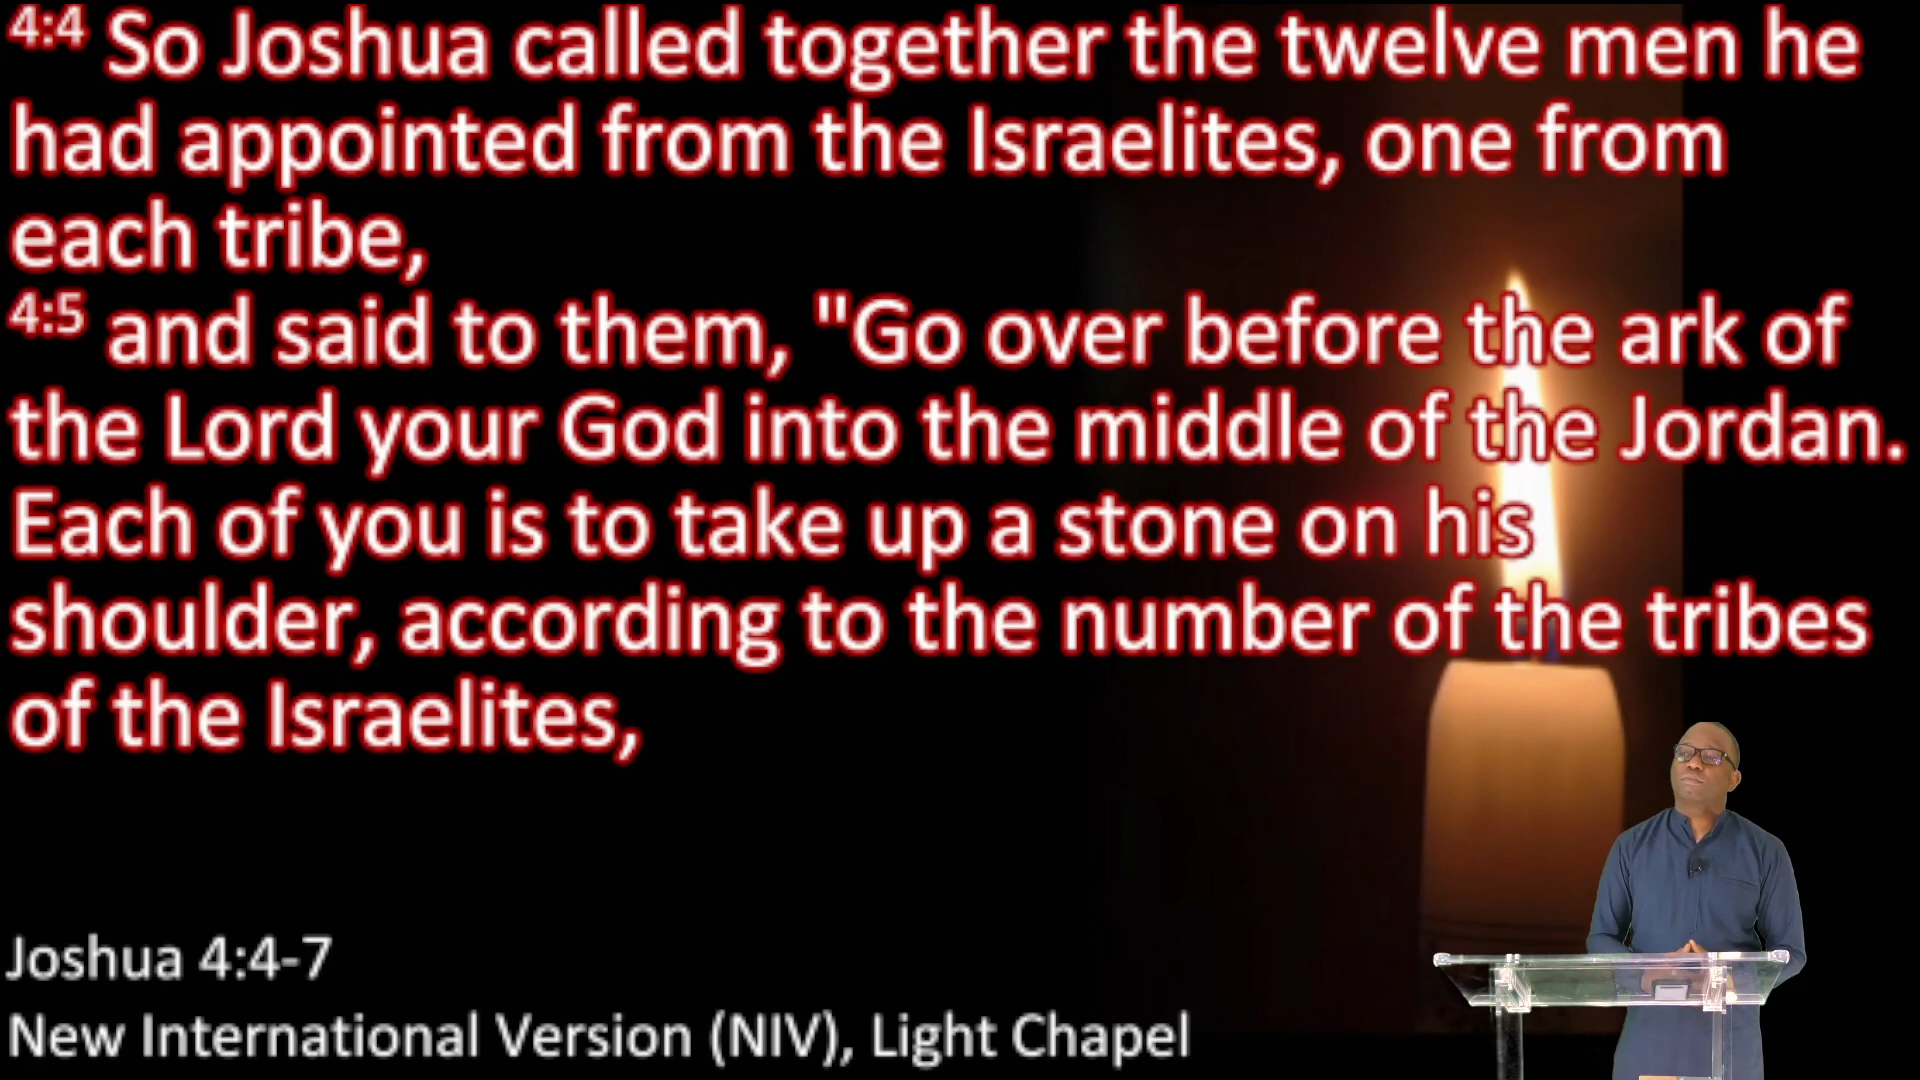 4:4 So Joshua called together the twelve men he
had appointed from the Israelites, one from
each tribe,
4:5 and said to them, "Go over before the ark of
the Lord your God into the middle of the Jordan.
Each of you is to take up a stone on his
shoulder, according to the number of the tribes
of the Israelites,
Joshua 4:4-7
New International Version (NIV), Light Chapel